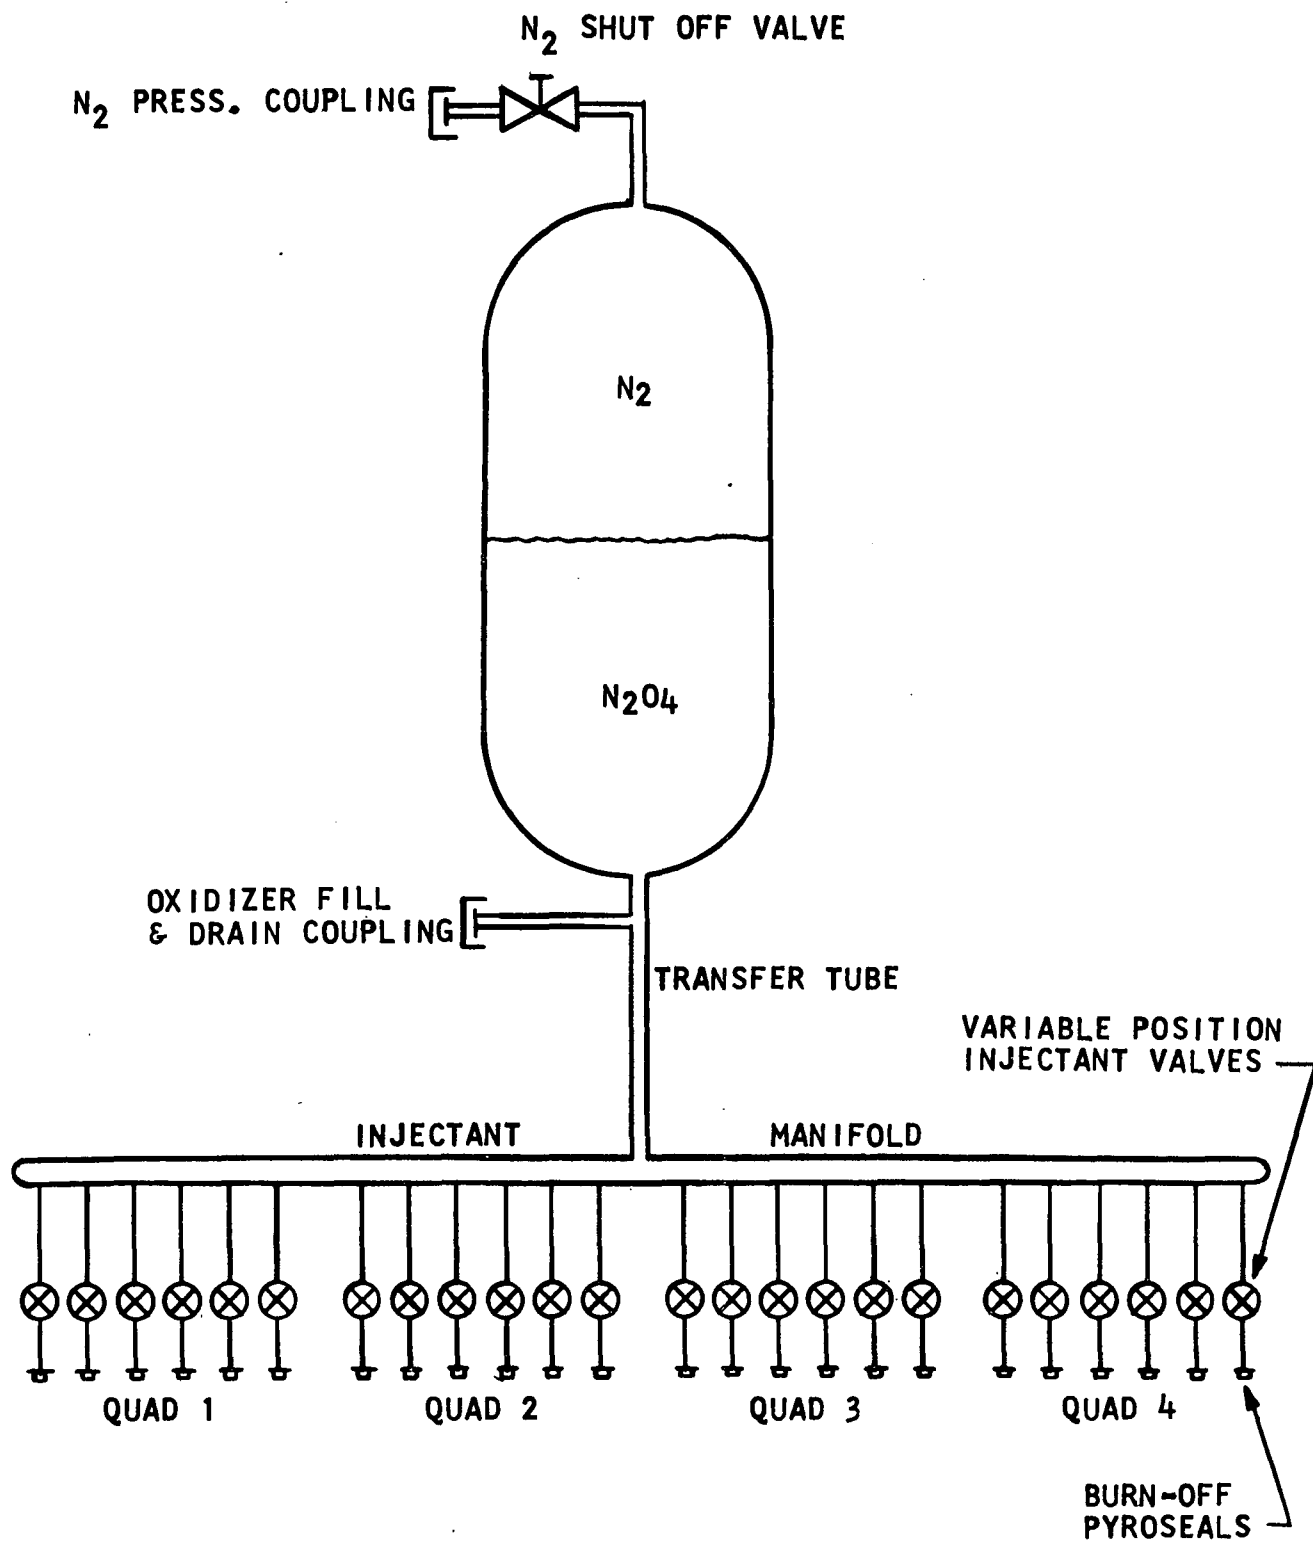 N2 SHUT OFF VALVE
N2 PRESS. COUPLING
N2
N2O4
OXIDIZER FILL
& DRAIN COUPLING
TRANSFER TUBE
VARIABLE POSITION
INJECTANT VALVES
INJECTANT MANIFOLD
QUAD 1 QUAD 2 QUAD 3 QUAD 4
BURN-OFF
PYROSEALS